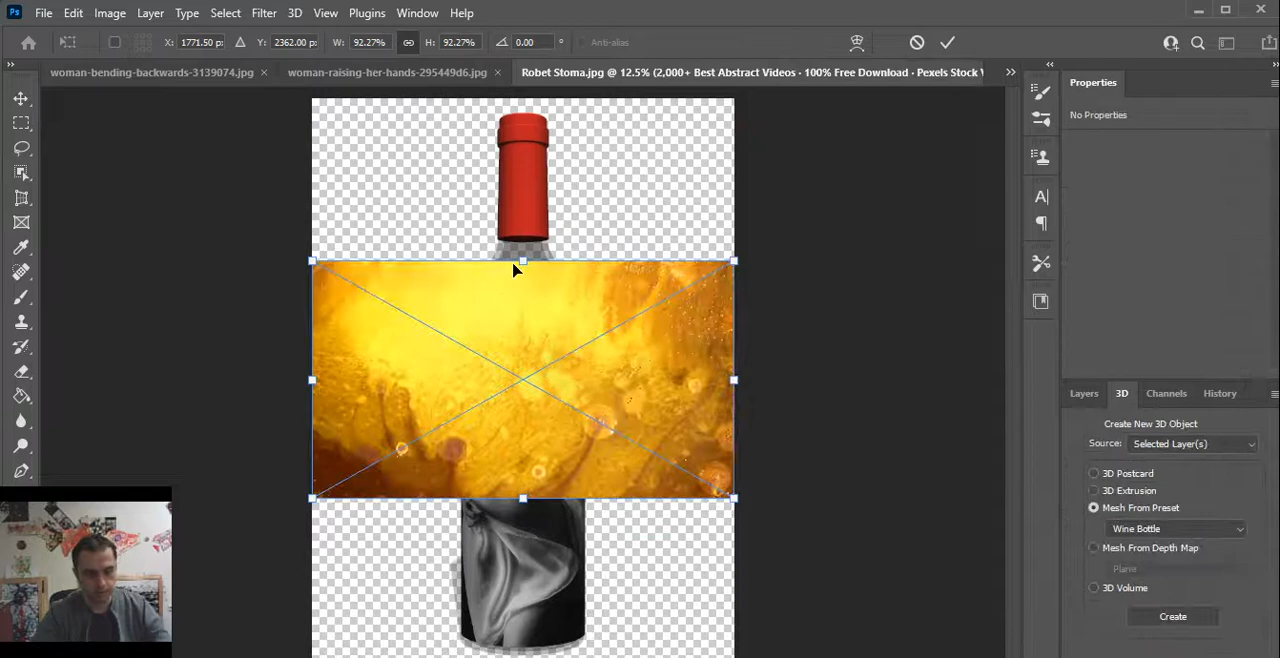 Ps File Edit Image Layer Type Select Filter 3D View Plugins Window Help
X: 1771.50 p: Y: 2362.00 p: W: 92.27% H: 92.27% 0.00 ° Anti-alias
woman-bending-backwards-3139074.jpg × woman-raising-her-hands-295449d6.jpg × Robet Stoma.jpg @ 12.5% (2,000+ Best Abstract Videos · 100% Free Download · Pexels Stock V
Properties
No Properties
Layers 3D Channels History
Create New 3D Object
Source: Selected Layer(s)
3D Postcard
3D Extrusion
Mesh From Preset
Wine Bottle
Mesh From Depth Map
Plane
3D Volume
Create